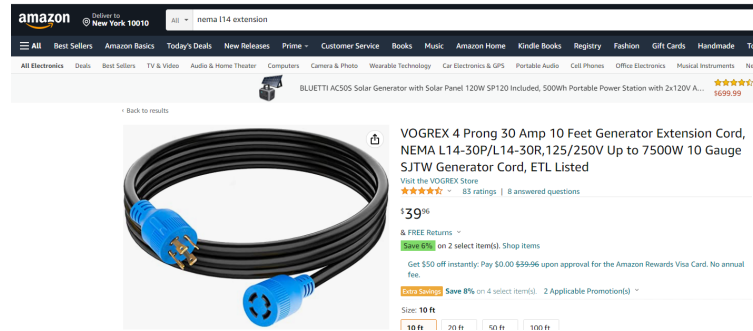 amazon
Deliver to
New York 10010
All
nema l14 extension
All Best Sellers Amazon Basics Today's Deals New Releases Prime Customer Service Books Music Amazon Home Kindle Books Registry Fashion Gift Cards Handmade
All Electronics Deals Best Sellers TV & Video Audio & Home Theater Computers Camera & Photo Wearable Technology Car Electronics & GPS Portable Audio Cell Phones Office Electronics Musical Instruments
BLUETTI AC50S Solar Generator with Solar Panel 120W SP120 Included, 500Wh Portable Power Station with 2x120V A...
$699.99
‹ Back to results
VOGREX 4 Prong 30 Amp 10 Feet Generator Extension Cord,
NEMA L14-30P/L14-30R,125/250V Up to 7500W 10 Gauge
SJTW Generator Cord, ETL Listed
Visit the VOGREX Store
83 ratings | 8 answered questions
$3996
& FREE Returns
Save 6% on 2 select item(s). Shop items
Get $50 off instantly: Pay $0.00 $39.96 upon approval for the Amazon Rewards Visa Card. No annual
fee.
Extra Savings Save 8% on 4 select item(s). 2 Applicable Promotion(s)
Size: 10 ft
10 ft 20 ft 50 ft 100 ft